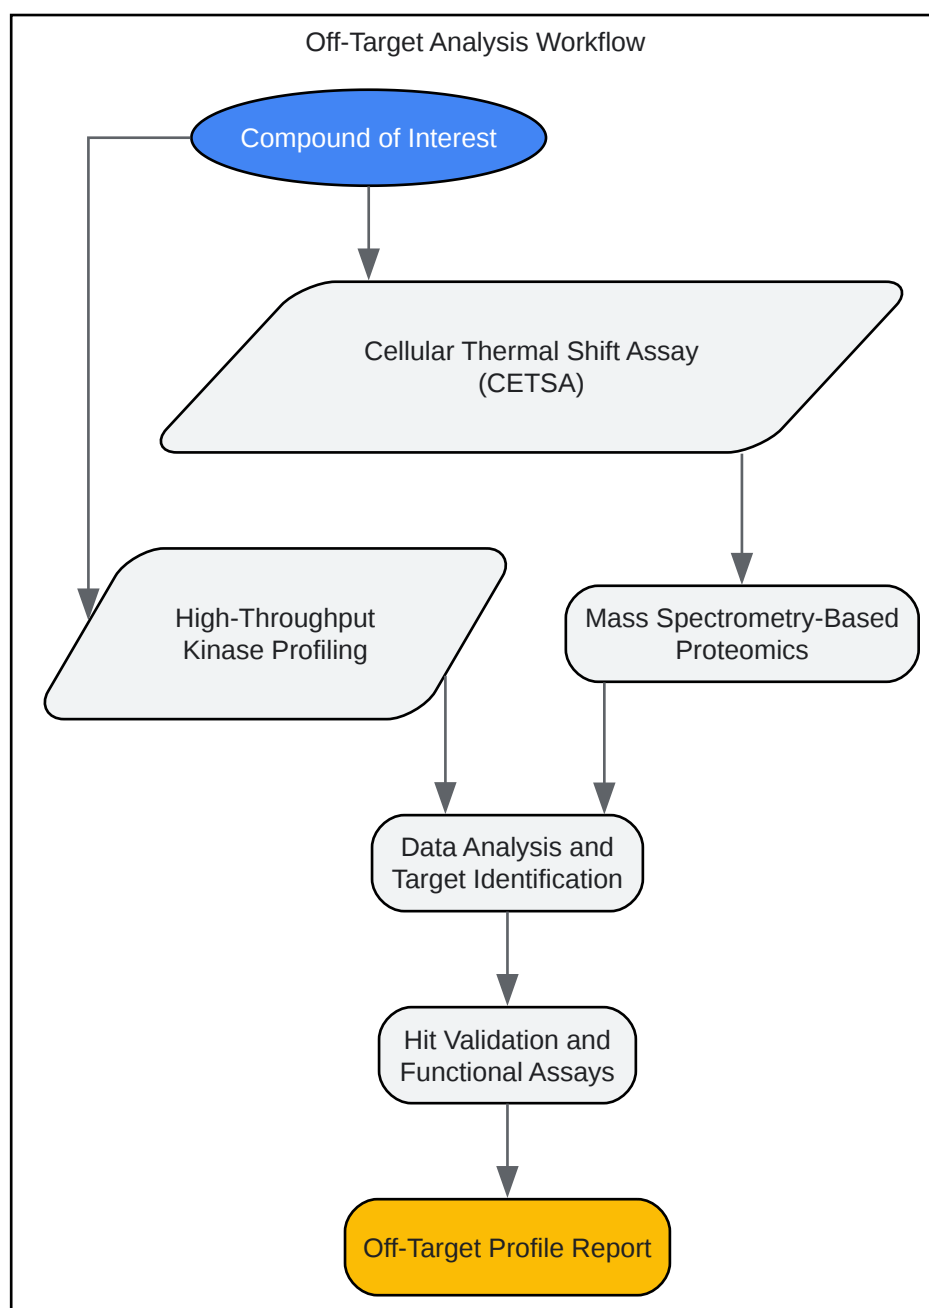 Off-Target Analysis Workflow
Compound of Interest
Cellular Thermal Shift Assay
(CETSA)
High-Throughput
Kinase Profiling
Mass Spectrometry-Based
Proteomics
Data Analysis and
Target Identification
Hit Validation and
Functional Assays
Off-Target Profile Report